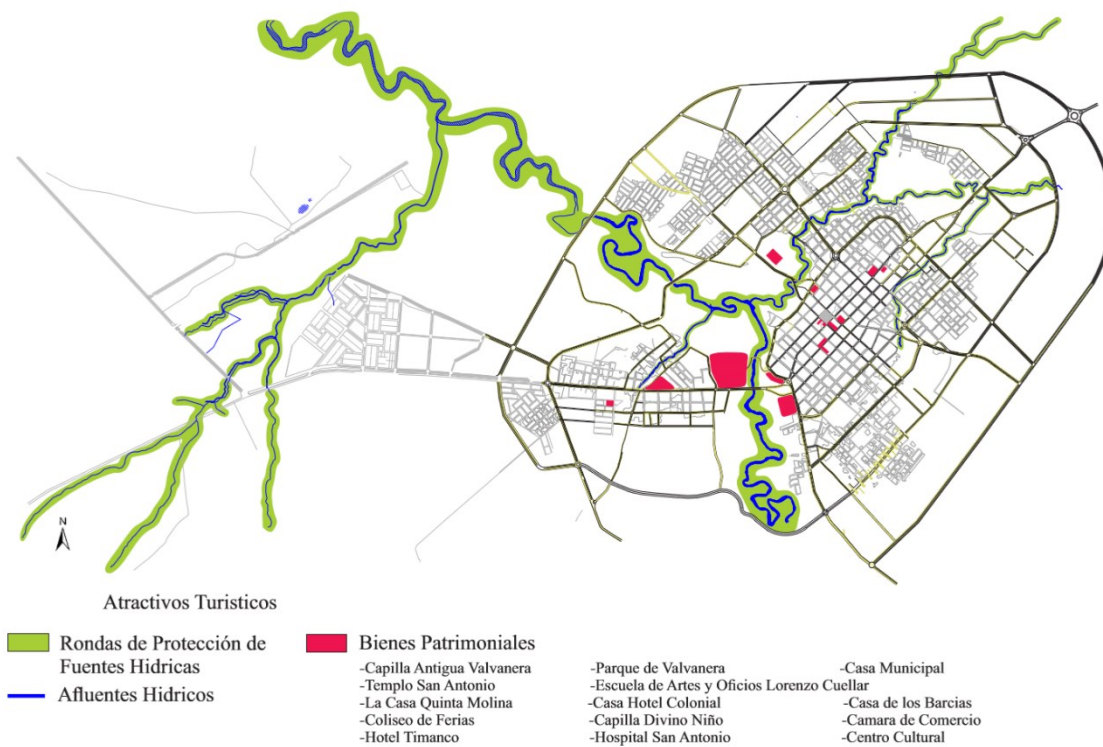 N
Atractivos Turisticos
Rondas de Protección de
Fuentes Hidricas
Afluentes Hidricos
Bienes Patrimoniales
-Capilla Antigua Valvanera
-Templo San Antonio
-La Casa Quinta Molina
-Coliseo de Ferias
-Hotel Timanco
-Parque de Valvanera
-Escuela de Artes y Oficios Lorenzo Cuellar
-Casa Hotel Colonial
-Capilla Divino Niño
-Hospital San Antonio
-Casa Municipal
-Casa de los Barcias
-Camara de Comercio
-Centro Cultural